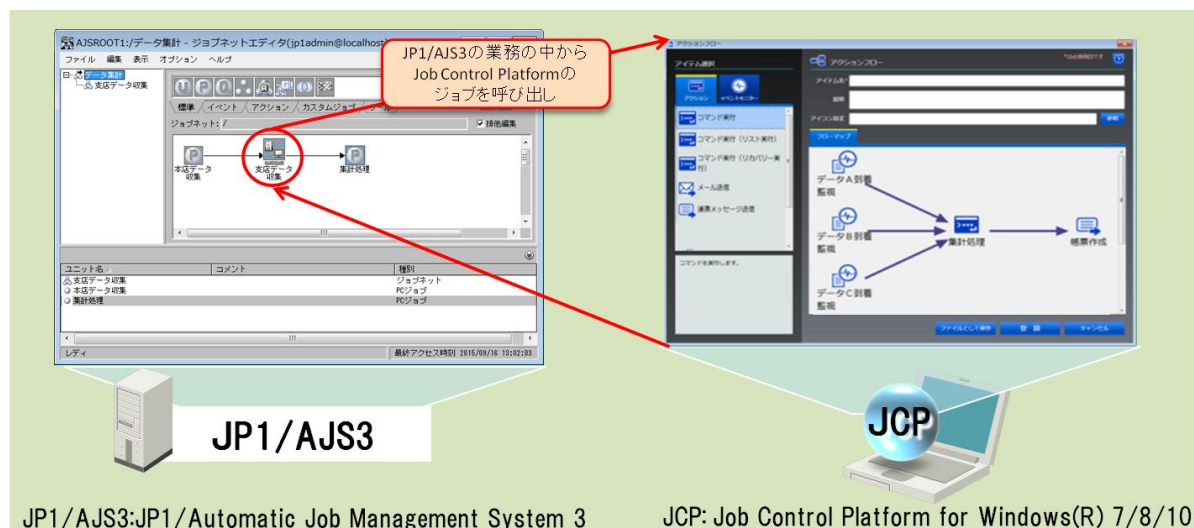 AJSROOT1:/データ集計 - ジョブネットエディタ(jp1admin@localhost)
ファイル 編集 表示 オプション ヘルプ
データ集計
支店データ収集
標準 イベント アクション カスタムジョブ
ジョブネット: /
排他編集
本店データ
収集
支店データ
収集
集計処理
ユニット名 コメント 種別
支店データ収集 ジョブネット
本店データ収集 PCジョブ
集計処理 PCジョブ
レディ 最終アクセス時刻 2015/09/16 13:02:03
JP1/AJS3の業務の中から
Job Control Platformの
ジョブを呼び出し
アクションフロー
アイテム選択
アクション イベントモニター
コマンド実行
コマンド実行（リスト実行）
コマンド実行（リカバリー実
行）
メール送信
連携メッセージ送信
コマンドを実行します。
アクションフロー
アイテム名*
説明
アイコン設定 参照
フローマップ
データA到着
監視
データB到着
監視
データC到着
監視
集計処理
帳票作成
ファイルとして保存 登 録 キャンセル
JP1/AJS3
JCP
JP1/AJS3:JP1/Automatic Job Management System 3
JCP: Job Control Platform for Windows(R) 7/8/10